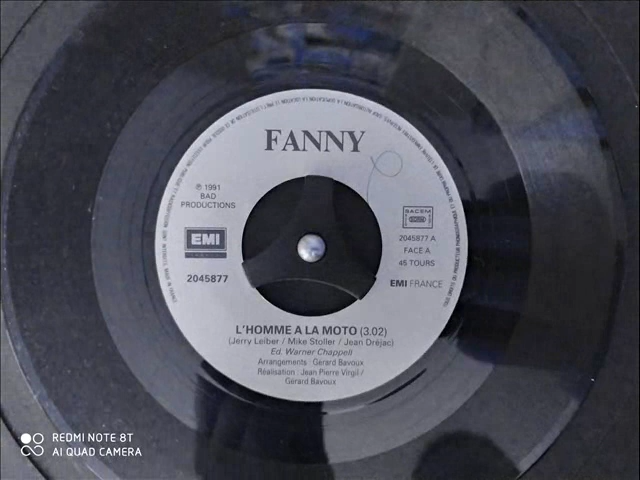 FANNY
℗ 1991
BAD
PRODUCTIONS
EMI
2045877
SACEM
2045877 A
FACE A
45 TOURS
EMI FRANCE
L'HOMME A LA MOTO (3.02)
(Jerry Leiber / Mike Stoller / Jean Dréjac)
Ed. Warner Chappell
Arrangements : Gérard Bavoux
Réalisation : Jean Pierre Virgil /
Gérard Bavoux
REDMI NOTE 8T
AI QUAD CAMERA